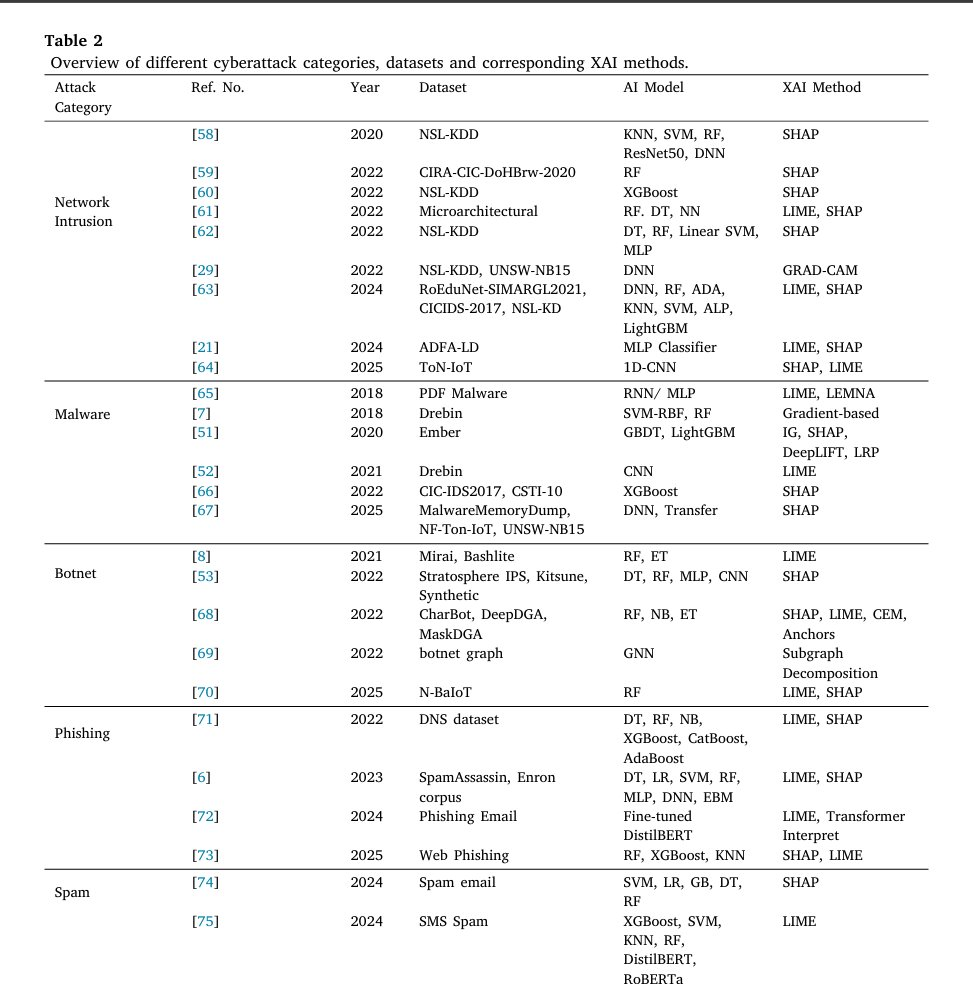 Table 2
Overview of different cyberattack categories, datasets and corresponding XAI methods.
Attack Ref. No. Year Dataset AI Model XAI Method
Category
[58] 2020 NSL-KDD KNN, SVM, RF, SHAP
ResNet50, DNN
[59] 2022 CIRA-CIC-DoHBrw-2020 RF SHAP
[60] 2022 NSL-KDD XGBoost SHAP
Network
[61] 2022 Microarchitectural RF. DT, NN LIME, SHAP
Intrusion
[62] 2022 NSL-KDD DT, RF, Linear SVM, SHAP
MLP
[29] 2022 NSL-KDD, UNSW-NB15 DNN GRAD-CAM
[63] 2024 RoEduNet-SIMARGL2021, DNN, RF, ADA, LIME, SHAP
CICIDS-2017, NSL-KD KNN, SVM, ALP,
LightGBM
[21] 2024 ADFA-LD MLP Classifier LIME, SHAP
[64] 2025 ToN-IoT 1D-CNN SHAP, LIME
[65] 2018 PDF Malware RNN/ MLP LIME, LEMNA
Malware [7] 2018 Drebin SVM-RBF, RF Gradient-based
[51] 2020 Ember GBDT, LightGBM IG, SHAP,
DeepLIFT, LRP
[52] 2021 Drebin CNN LIME
[66] 2022 CIC-IDS2017, CSTI-10 XGBoost SHAP
[67] 2025 MalwareMemoryDump, DNN, Transfer SHAP
NF-Ton-IoT, UNSW-NB15
[8] 2021 Mirai, Bashlite RF, ET LIME
Botnet [53] 2022 Stratosphere IPS, Kitsune, DT, RF, MLP, CNN SHAP
Synthetic
[68] 2022 CharBot, DeepDGA, RF, NB, ET SHAP, LIME, CEM,
MaskDGA Anchors
[69] 2022 botnet graph GNN Subgraph
Decomposition
[70] 2025 N-BaIoT RF LIME, SHAP
[71] 2022 DNS dataset DT, RF, NB, LIME, SHAP
Phishing XGBoost, CatBoost,
AdaBoost
[6] 2023 SpamAssassin, Enron DT, LR, SVM, RF, LIME, SHAP
corpus MLP, DNN, EBM
[72] 2024 Phishing Email Fine-tuned LIME, Transformer
DistilBERT Interpret
[73] 2025 Web Phishing RF, XGBoost, KNN SHAP, LIME
[74] 2024 Spam email SVM, LR, GB, DT, SHAP
Spam RF
[75] 2024 SMS Spam XGBoost, SVM, LIME
KNN, RF,
DistilBERT,
RoBERTa